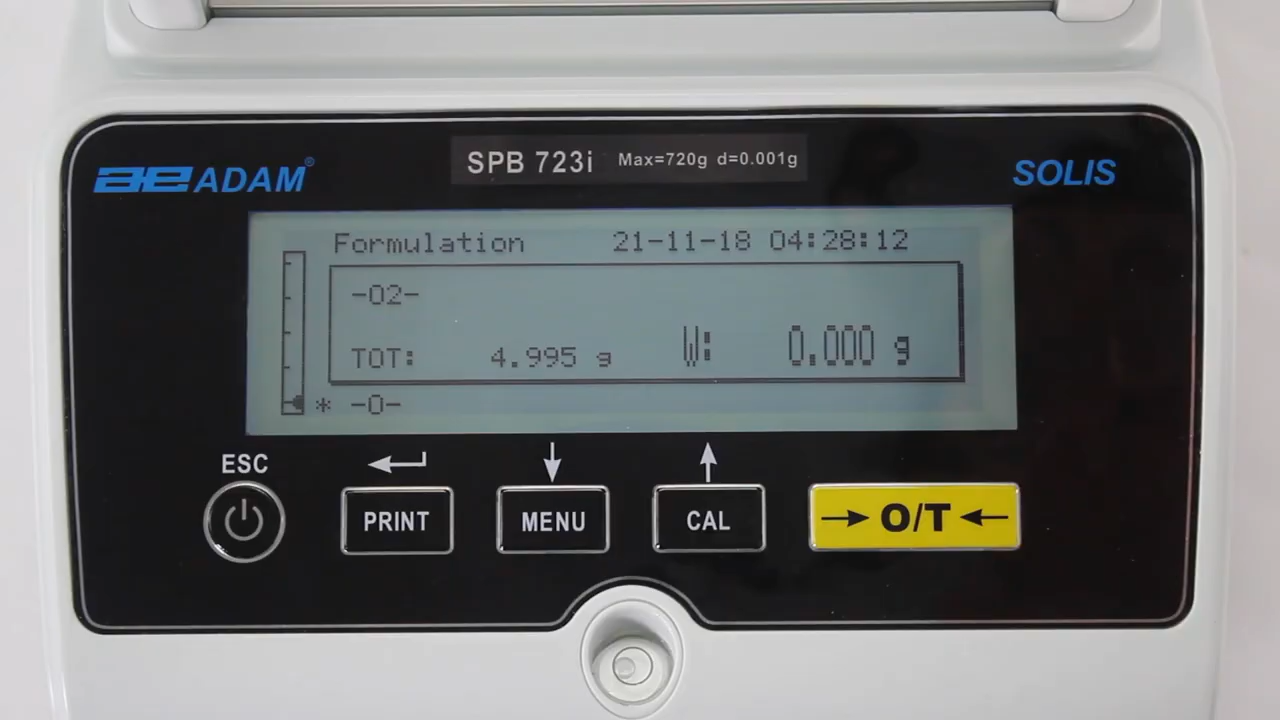 ae ADAM®
SPB 723i Max=720g d=0.001g
SOLIS
Formulation 21-11-18 04:28:12
-02-
TOT: 4.995 g W: 0.000 g
* -0-
ESC
PRINT
MENU
CAL
→ O/T ←